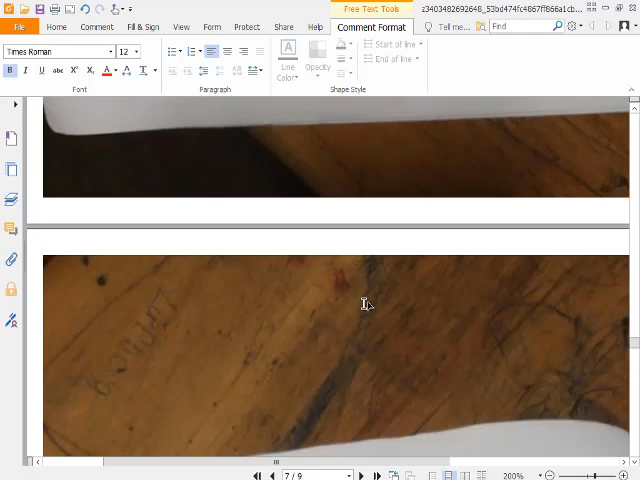 Free Text Tools
z3403482692648_53bd474fc4867ff866a1cb...
File
Home
Comment
Fill & Sign
View
Form
Protect
Share
Help
Comment Format
Tell me...
Find
Times Roman
12
Font
Paragraph
Line
Color
Opacity
Start of line
End of line
Shape Style
7 / 9
200%